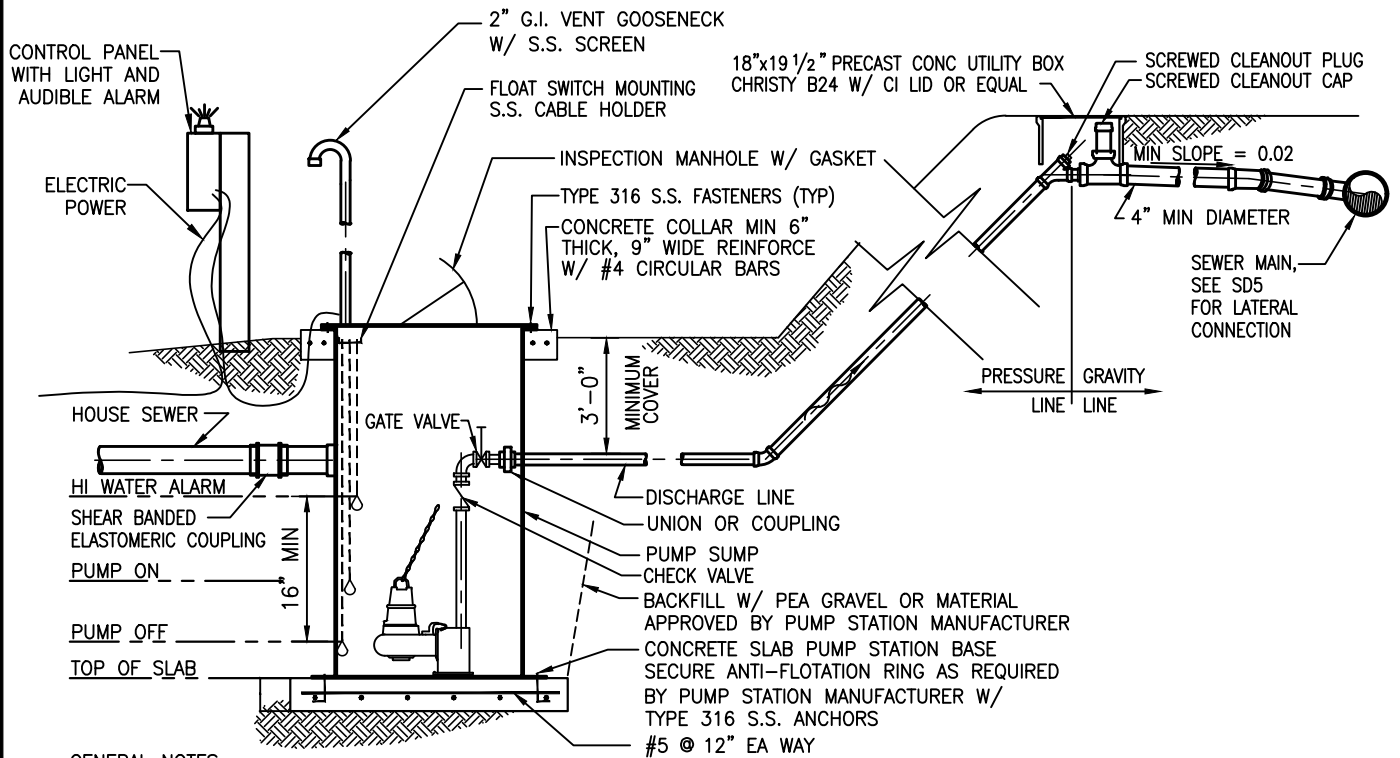 2" G.I. VENT GOOSENECK
W/ S.S. SCREEN
CONTROL PANEL
WITH LIGHT AND
AUDIBLE ALARM
FLOAT SWITCH MOUNTING
S.S. CABLE HOLDER
18"x19 1/2" PRECAST CONC UTILITY BOX
CHRISTY B24 W/ CI LID OR EQUAL
SCREWED CLEANOUT PLUG
SCREWED CLEANOUT CAP
INSPECTION MANHOLE W/ GASKET
MIN SLOPE = 0.02
ELECTRIC
POWER
TYPE 316 S.S. FASTENERS (TYP)
CONCRETE COLLAR MIN 6"
THICK, 9" WIDE REINFORCE
W/ #4 CIRCULAR BARS
4" MIN DIAMETER
SEWER MAIN,
SEE SD5
FOR LATERAL
CONNECTION
3'-0"
MINIMUM
COVER
PRESSURE
LINE
GRAVITY
LINE
HOUSE SEWER
GATE VALVE
HI WATER ALARM
SHEAR BANDED
ELASTOMERIC COUPLING
16" MIN
PUMP ON
PUMP OFF
TOP OF SLAB
DISCHARGE LINE
UNION OR COUPLING
PUMP SUMP
CHECK VALVE
BACKFILL W/ PEA GRAVEL OR MATERIAL
APPROVED BY PUMP STATION MANUFACTURER
CONCRETE SLAB PUMP STATION BASE
SECURE ANTI-FLOTATION RING AS REQUIRED
BY PUMP STATION MANUFACTURER W/
TYPE 316 S.S. ANCHORS
#5 @ 12" EA WAY
GENERAL NOTES